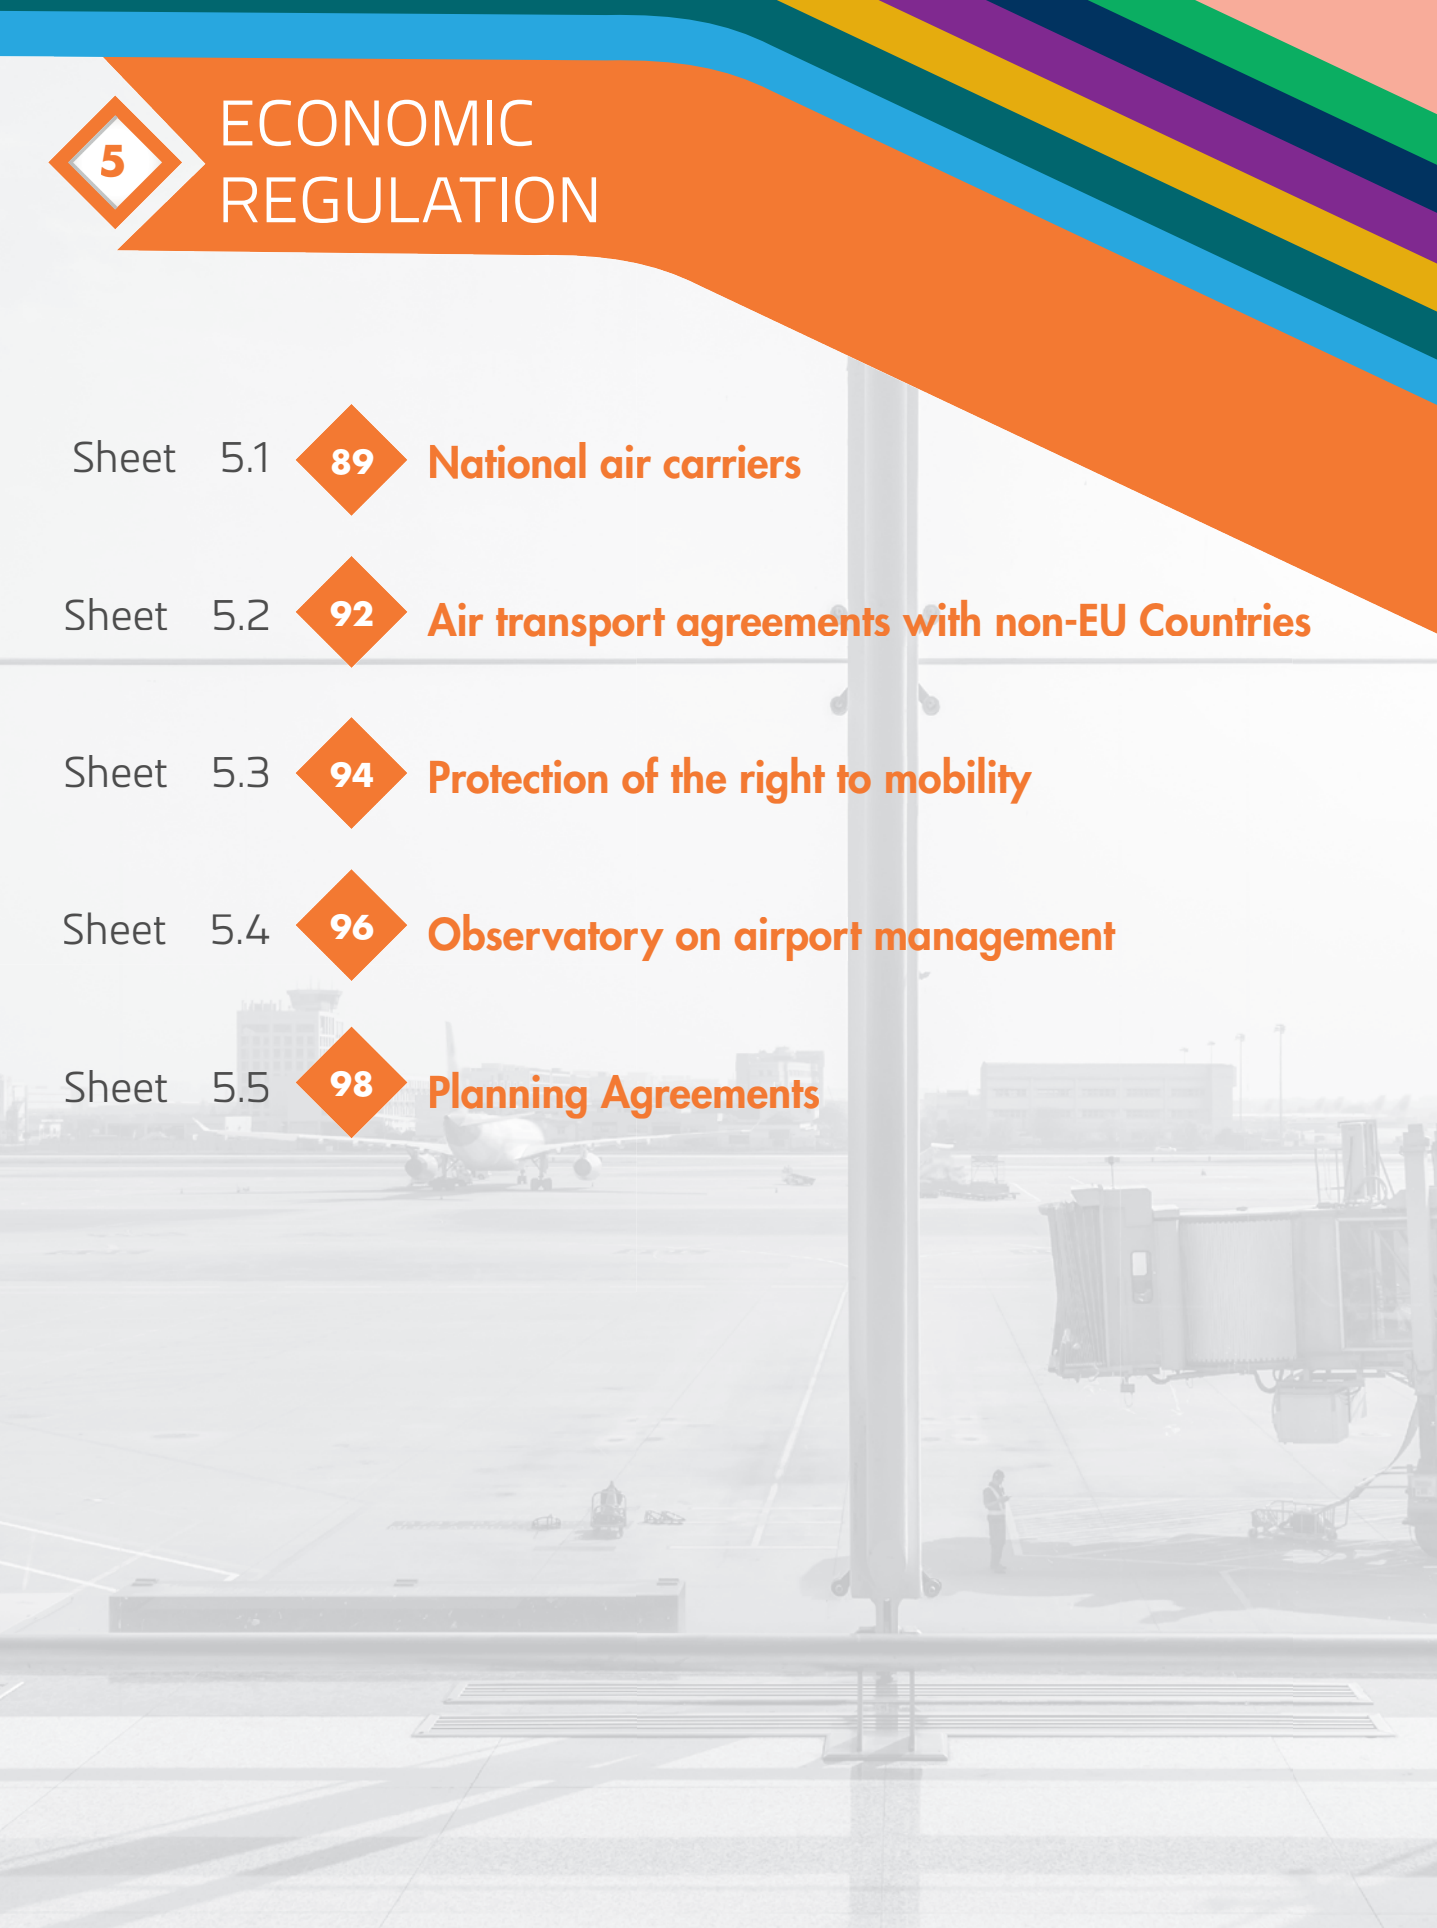 5
ECONOMIC
REGULATION
Sheet 5.1 89 National air carriers
Sheet 5.2 92 Air transport agreements with non-EU Countries
Sheet 5.3 94 Protection of the right to mobility
Sheet 5.4 96 Observatory on airport management
Sheet 5.5 98 Planning Agreements